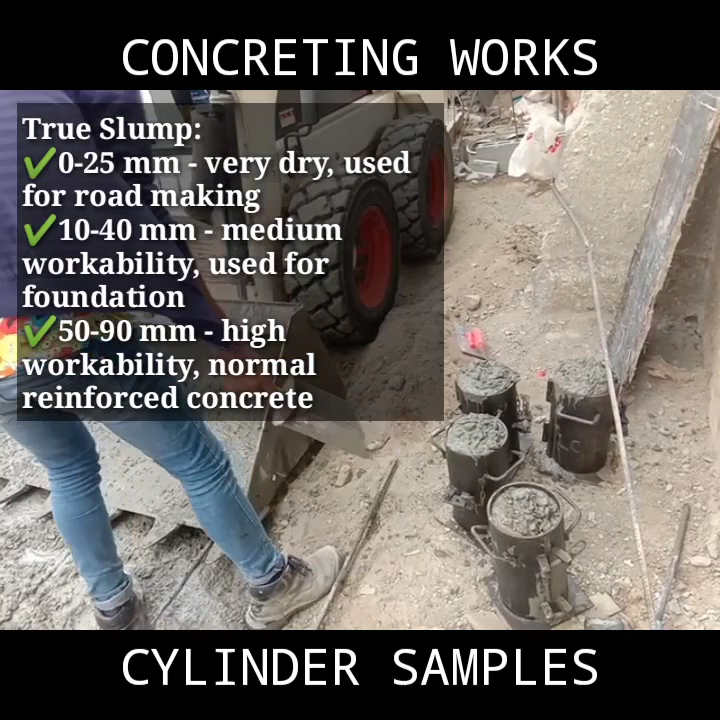 CONCRETING WORKS
True Slump:
✔0-25 mm - very dry, used
for road making
✔10-40 mm - medium
workability, used for
foundation
✔50-90 mm - high
workability, normal
reinforced concrete
CYLINDER SAMPLES